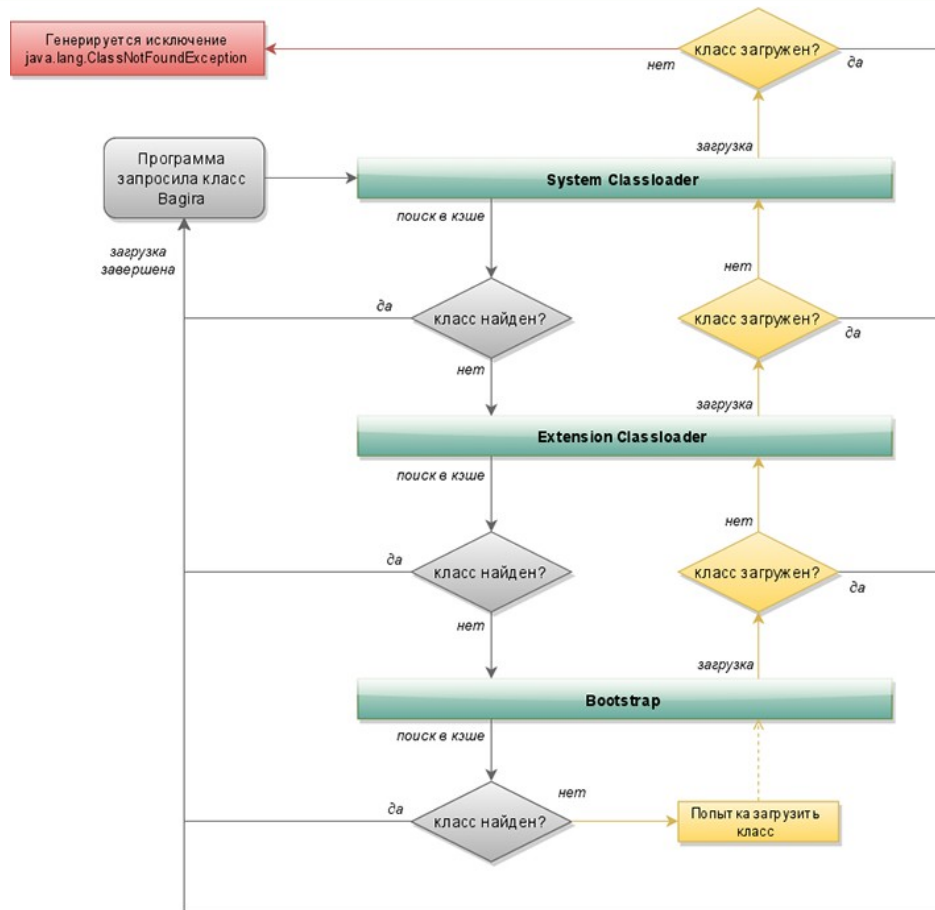 Генерируется исключение
java.lang.ClassNotFoundException
класс загружен?
нет
да
загрузка
Программа
запросила класс
Bagira
System Classloader
поиск в кэше
загрузка
завершена
нет
да
класс найден?
класс загружен?
да
нет
загрузка
Extension Classloader
поиск в кэше
нет
да
класс найден?
класс загружен?
да
нет
загрузка
Bootstrap
поиск в кэше
нет
да
класс найден?
Попытка загрузить
класс